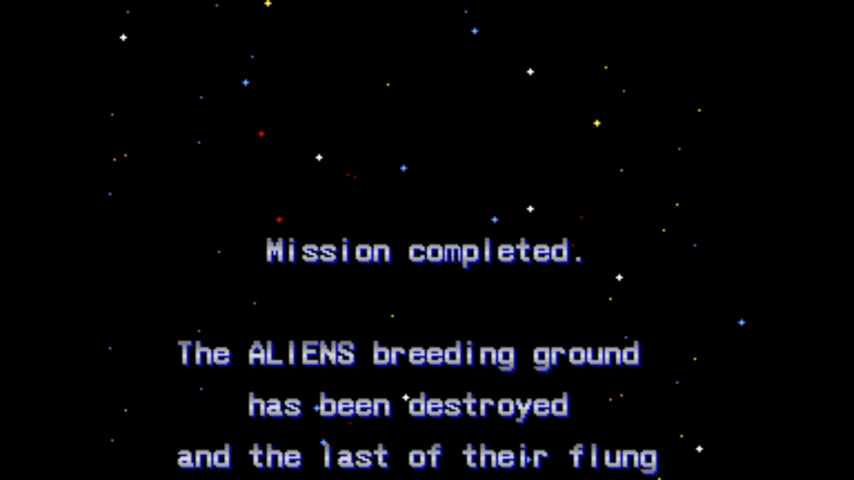 Mission completed.
The ALIENS breeding ground
has been destroyed
and the last of their flung